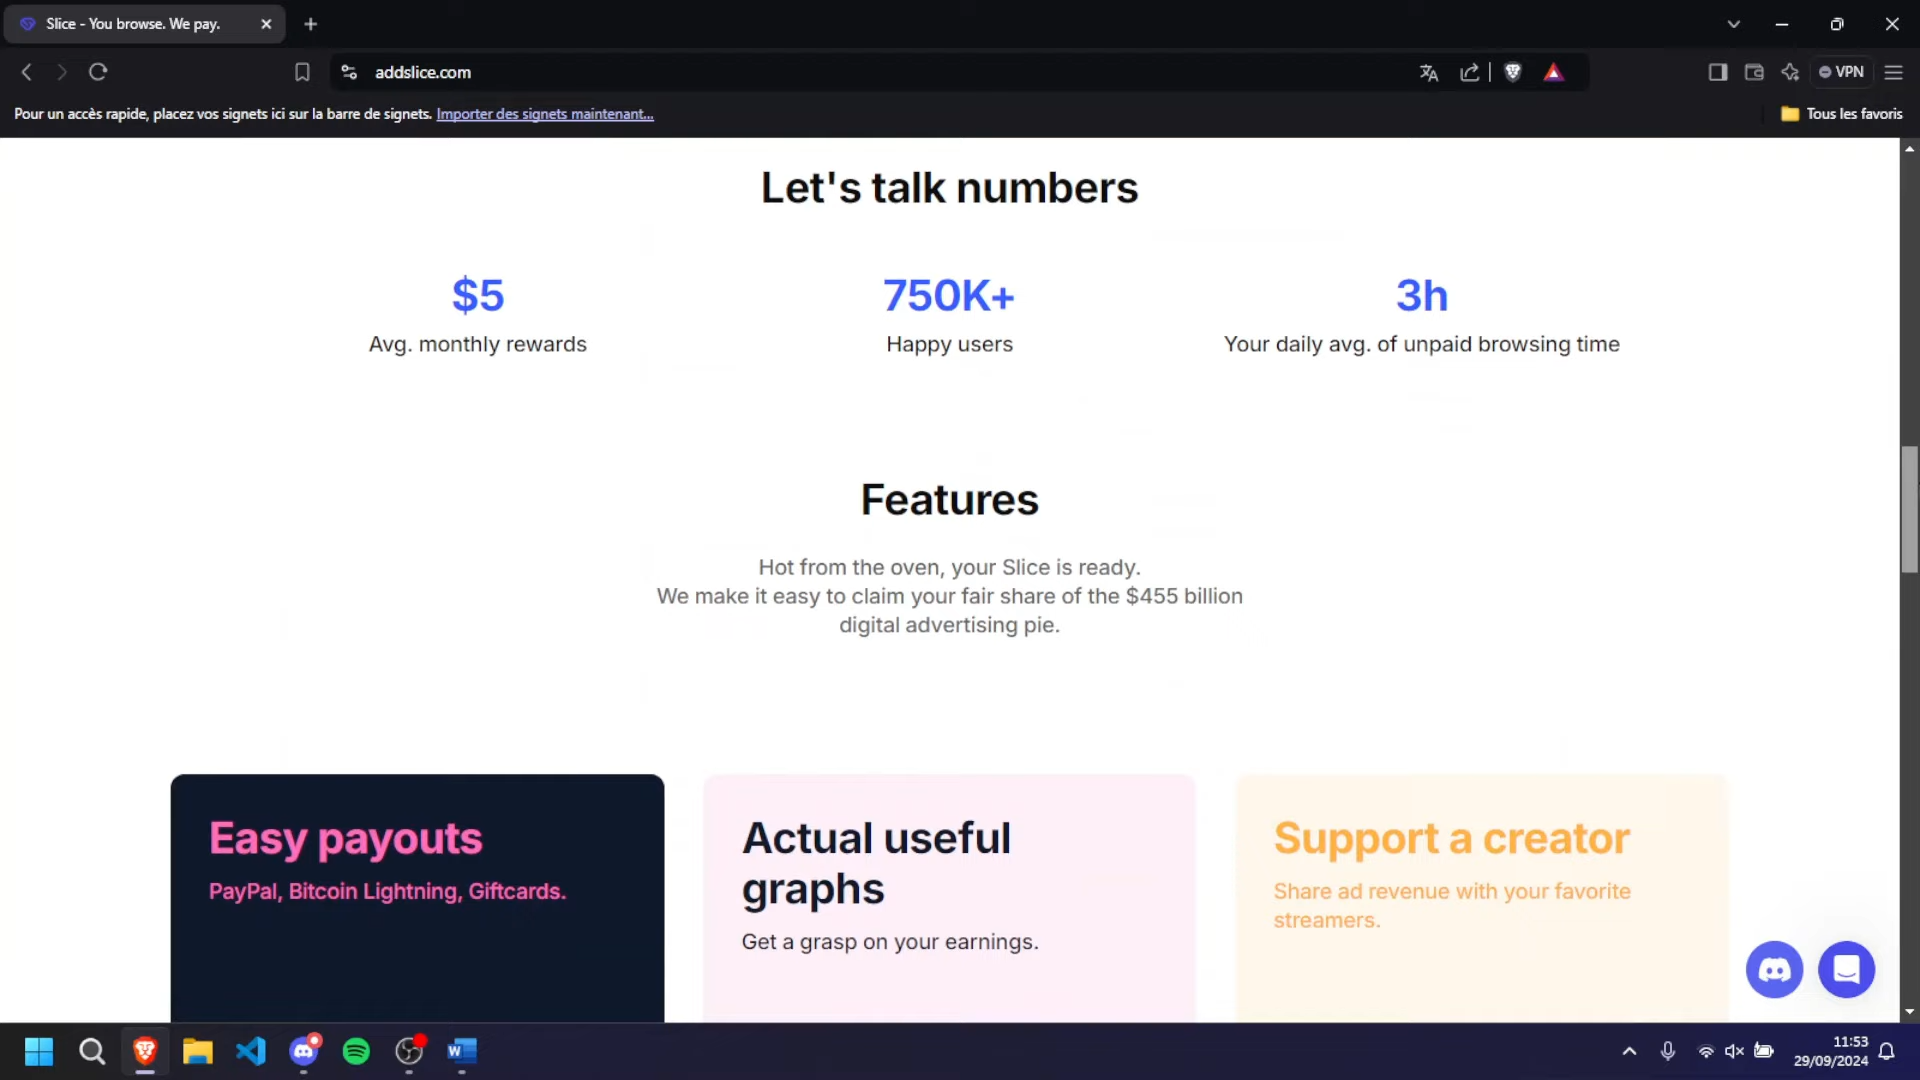 Slice - You browse. We pay.
addslice.com
VPN
Pour un accès rapide, placez vos signets ici sur la barre de signets. Importer des signets maintenant...
Tous les favoris
Let's talk numbers
$5
Avg. monthly rewards
750K+
Happy users
3h
Your daily avg. of unpaid browsing time
Features
Hot from the oven, your Slice is ready.
We make it easy to claim your fair share of the $455 billion
digital advertising pie.
Easy payouts
PayPal, Bitcoin Lightning, Giftcards.
Actual useful
graphs
Get a grasp on your earnings.
Support a creator
Share ad revenue with your favorite
streamers.
W
11:53
29/09/2024